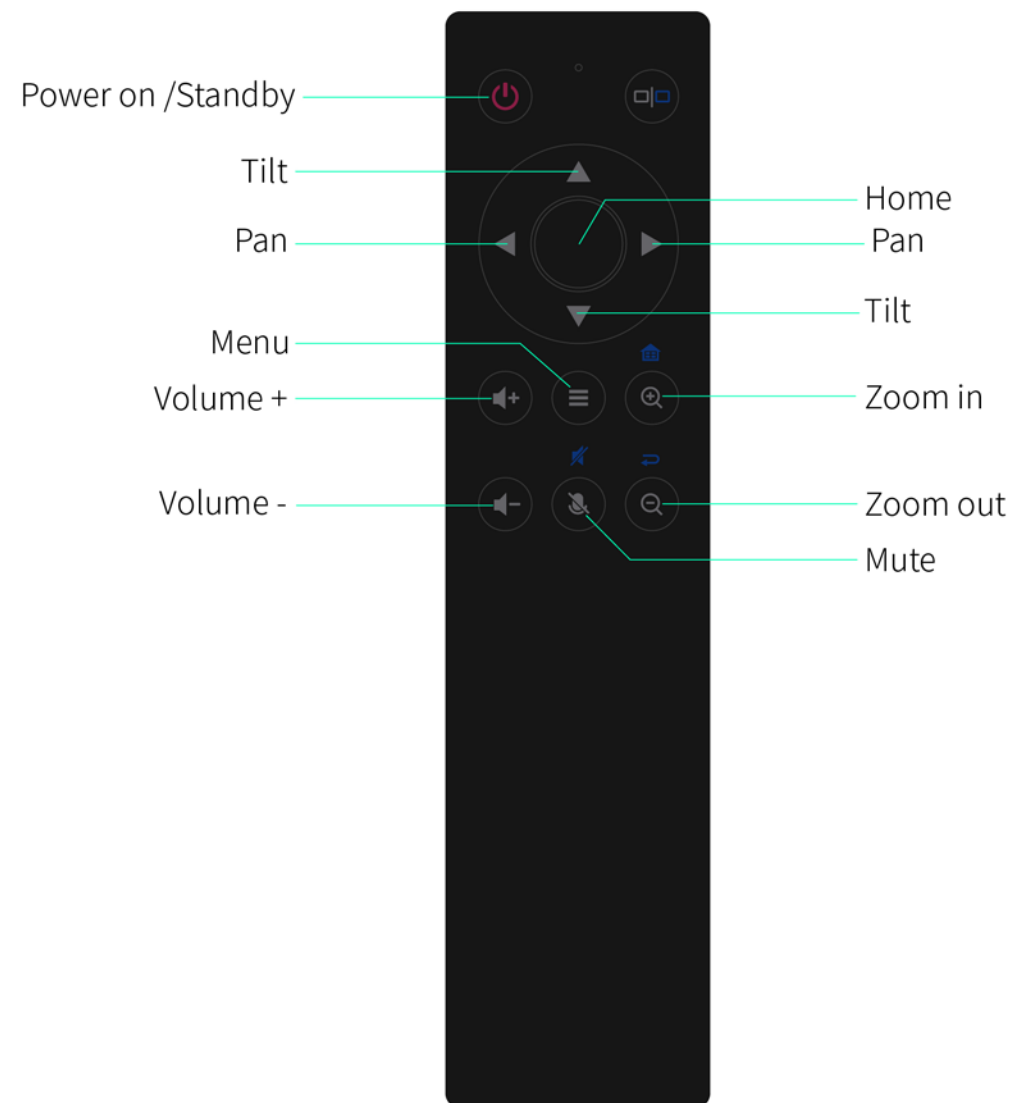 Power on /Standby
Tilt
Home
Pan
Pan
Tilt
Menu
Volume +
Zoom in
Volume -
Zoom out
Mute